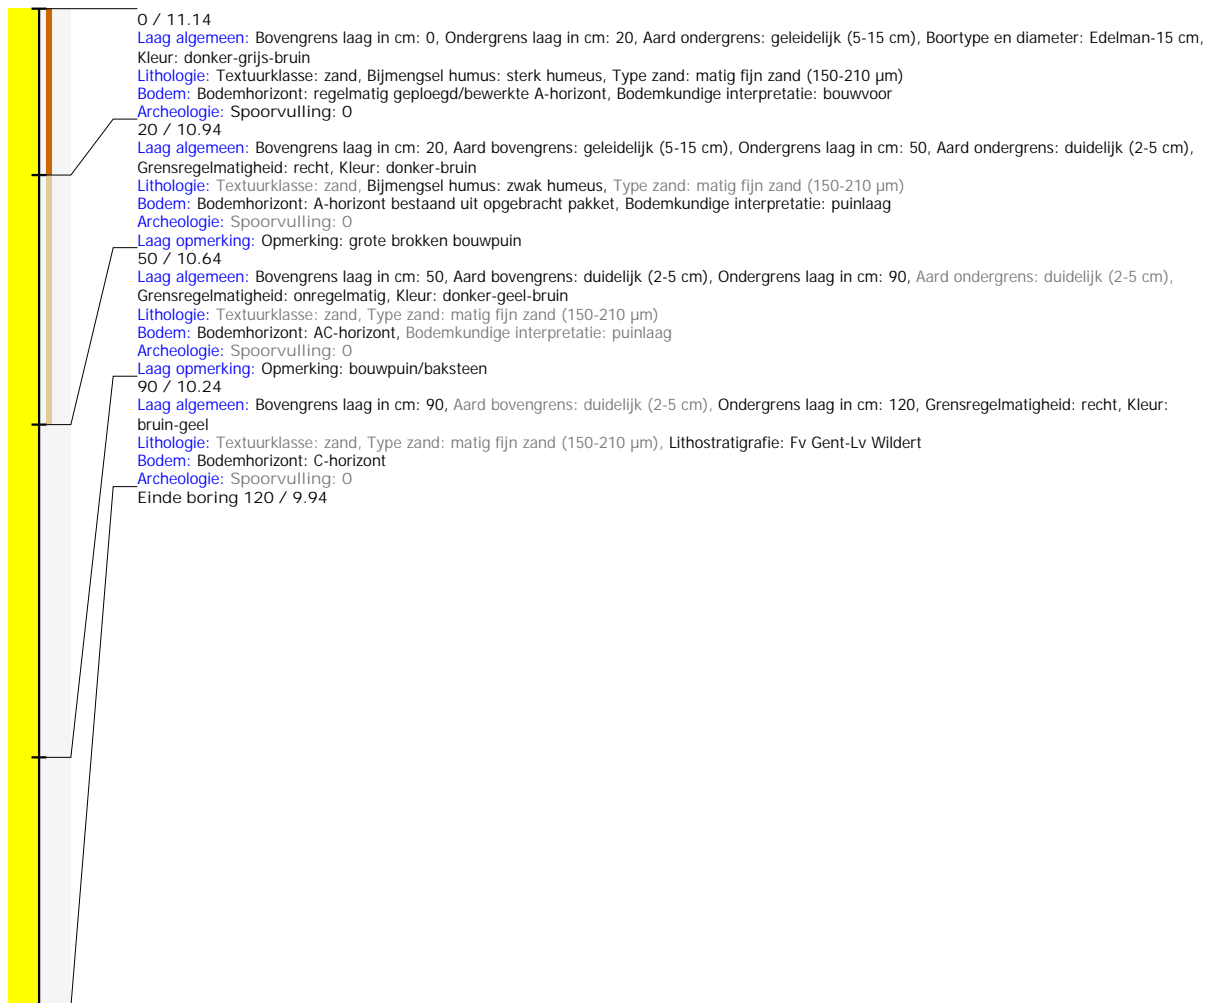 0 / 11.14
Laag algemeen: Bovengrens laag in cm: 0, Ondergrens laag in cm: 20, Aard ondergrens: geleidelijk (5-15 cm), Boortype en diameter: Edelman-15 cm,
Kleur: donker-grijs-bruin
Lithologie: Textuurklasse: zand, Bijmengsel humus: sterk humeus, Type zand: matig fijn zand (150-210 µm)
Bodem: Bodemhorizont: regelmatig geploegd/bewerkte A-horizont, Bodemkundige interpretatie: bouwvoor
Archeologie: Spoorvulling: 0
20 / 10.94
Laag algemeen: Bovengrens laag in cm: 20, Aard bovengrens: geleidelijk (5-15 cm), Ondergrens laag in cm: 50, Aard ondergrens: duidelijk (2-5 cm),
Grensregelmatigheid: recht, Kleur: donker-bruin
Lithologie: Textuurklasse: zand, Bijmengsel humus: zwak humeus, Type zand: matig fijn zand (150-210 µm)
Bodem: Bodemhorizont: A-horizont bestaand uit opgebracht pakket, Bodemkundige interpretatie: puinlaag
Archeologie: Spoorvulling: 0
Laag opmerking: Opmerking: grote brokken bouwpuin
50 / 10.64
Laag algemeen: Bovengrens laag in cm: 50, Aard bovengrens: duidelijk (2-5 cm), Ondergrens laag in cm: 90, Aard ondergrens: duidelijk (2-5 cm),
Grensregelmatigheid: onregelmatig, Kleur: donker-geel-bruin
Lithologie: Textuurklasse: zand, Type zand: matig fijn zand (150-210 µm)
Bodem: Bodemhorizont: AC-horizont, Bodemkundige interpretatie: puinlaag
Archeologie: Spoorvulling: 0
Laag opmerking: Opmerking: bouwpuin/baksteen
90 / 10.24
Laag algemeen: Bovengrens laag in cm: 90, Aard bovengrens: duidelijk (2-5 cm), Ondergrens laag in cm: 120, Grensregelmatigheid: recht, Kleur:
bruin-geel
Lithologie: Textuurklasse: zand, Type zand: matig fijn zand (150-210 µm), Lithostratigrafie: Fv Gent-Lv Wildert
Bodem: Bodemhorizont: C-horizont
Archeologie: Spoorvulling: 0
Einde boring 120 / 9.94